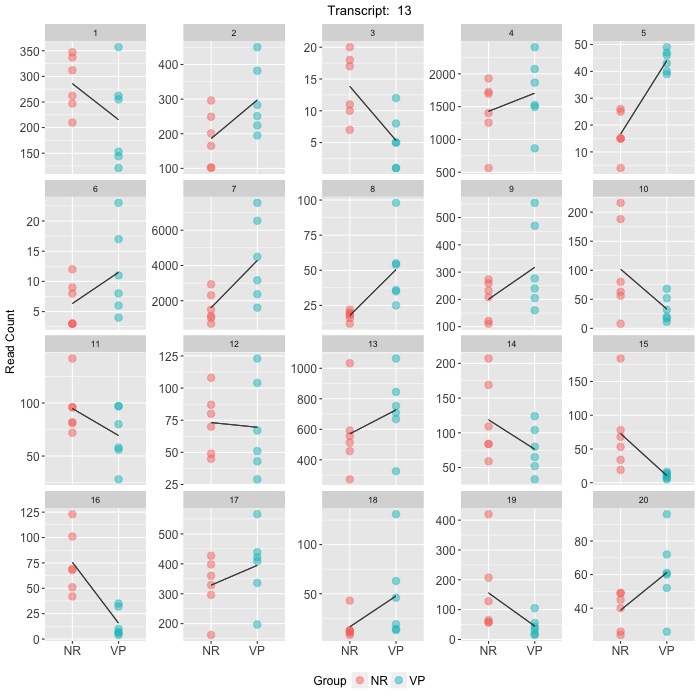 Transcript: 13
1 2 3 4 5
350 300 250 200 150
400 300 200 100
20 15 10 5
2000 1500 1000 500
50 40 30 20 10
6 7 8 9 10
20 15 10 5
6000 4000 2000
100 75 50 25
500 400 300 200 100
200 150 100 50 0
Read Count
11 12 13 14 15
100 50
125 100 75 50 25
1000 800 600 400
200 150 100 50
150 100 50 0
16 17 18 19 20
125 100 75 50 25 0
500 400 300 200
100 50
400 300 200 100 0
80 60 40
NR VP NR VP NR VP NR VP NR VP
Group NR VP